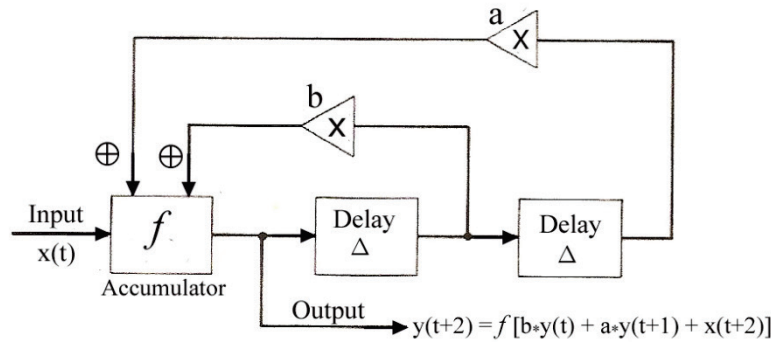 a
X
b
X
⊕ ⊕
Input
x(t)
f
Accumulator
Delay
Δ
Delay
Δ
Output
y(t+2) = f [b*y(t) + a*y(t+1) + x(t+2)]